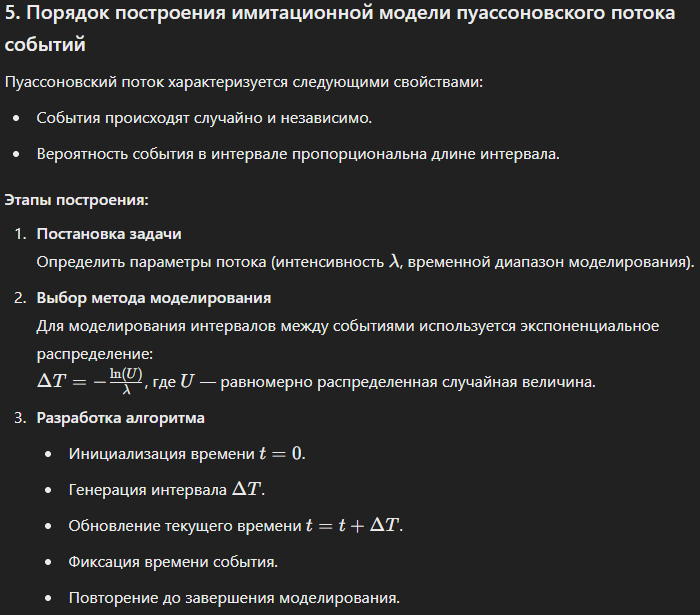 5. Порядок построения имитационной модели пуассоновского потока
событий
Пуассоновский поток характеризуется следующими свойствами:
• События происходят случайно и независимо.
• Вероятность события в интервале пропорциональна длине интервала.
Этапы построения:
1. Постановка задачи
Определить параметры потока (интенсивность λ, временной диапазон моделирования).
2. Выбор метода моделирования
Для моделирования интервалов между событиями используется экспоненциальное
распределение:
ΔT = −ln(U)/λ, где U — равномерно распределенная случайная величина.
3. Разработка алгоритма
• Инициализация времени t = 0.
• Генерация интервала ΔT.
• Обновление текущего времени t = t + ΔT.
• Фиксация времени события.
• Повторение до завершения моделирования.